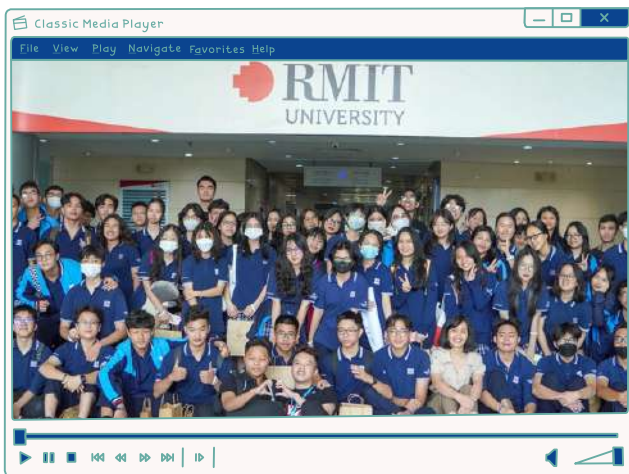 Classic Media Player
File View Play Navigate Favorites Help
RMIT
UNIVERSITY